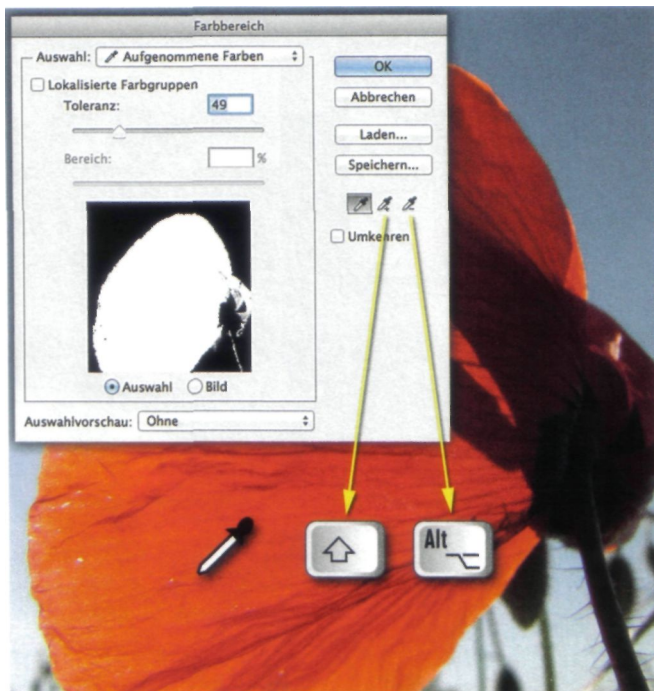 Farbbereich
Auswahl: Aufgenommene Farben
OK
Lokalisierte Farbgruppen
Abbrechen
Toleranz: 49
Laden...
Bereich: %
Speichern...
Umkehren
Auswahl Bild
Auswahlvorschau: Ohne
Alt